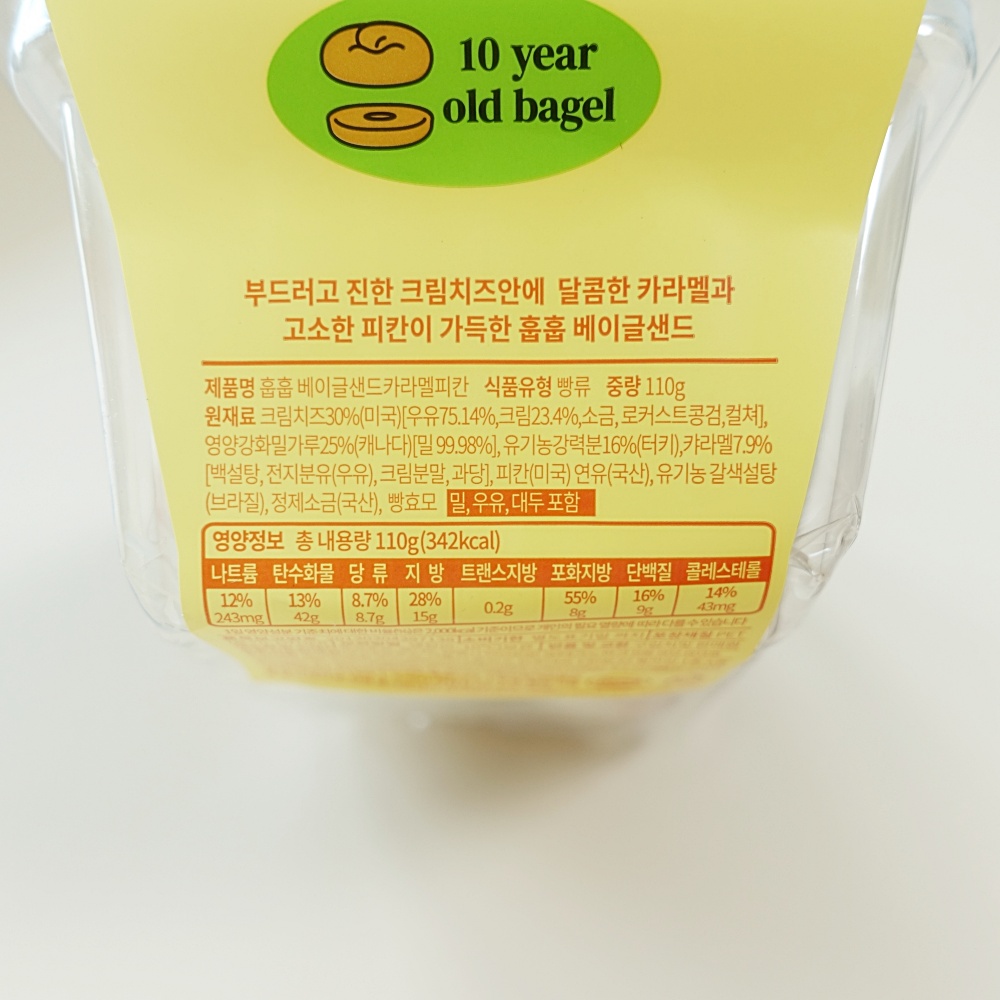 10 year
old bagel
부드러고 진한 크림치즈안에 달콤한 카라멜과
고소한 피칸이 가득한 훕훕 베이글샌드
제품명 훕훕 베이글샌드카라멜피칸 식품유형 빵류 중량 110g
원재료 크림치즈30%(미국)[우유75.14%,크림23.4%,소금, 로커스트콩검,컬쳐],
영양강화밀가루25%(캐나다)[밀 99.98%], 유기농강력분16%(터키),캬라멜7.9%
[백설탕, 전지분유(우유), 크림분말, 과당], 피칸(미국) 연유(국산), 유기농 갈색설탕
(브라질), 정제소금(국산), 빵효모 밀,우유,대두 포함
영양정보 총 내용량 110g(342kcal)
나트륨 탄수화물 당 류 지 방 트랜스지방 포화지방 단백질 콜레스테롤
12% 13% 8.7% 28% 0.2g 55% 16% 14%
243mg 42g 8.7g 15g 8g 9g 43mg